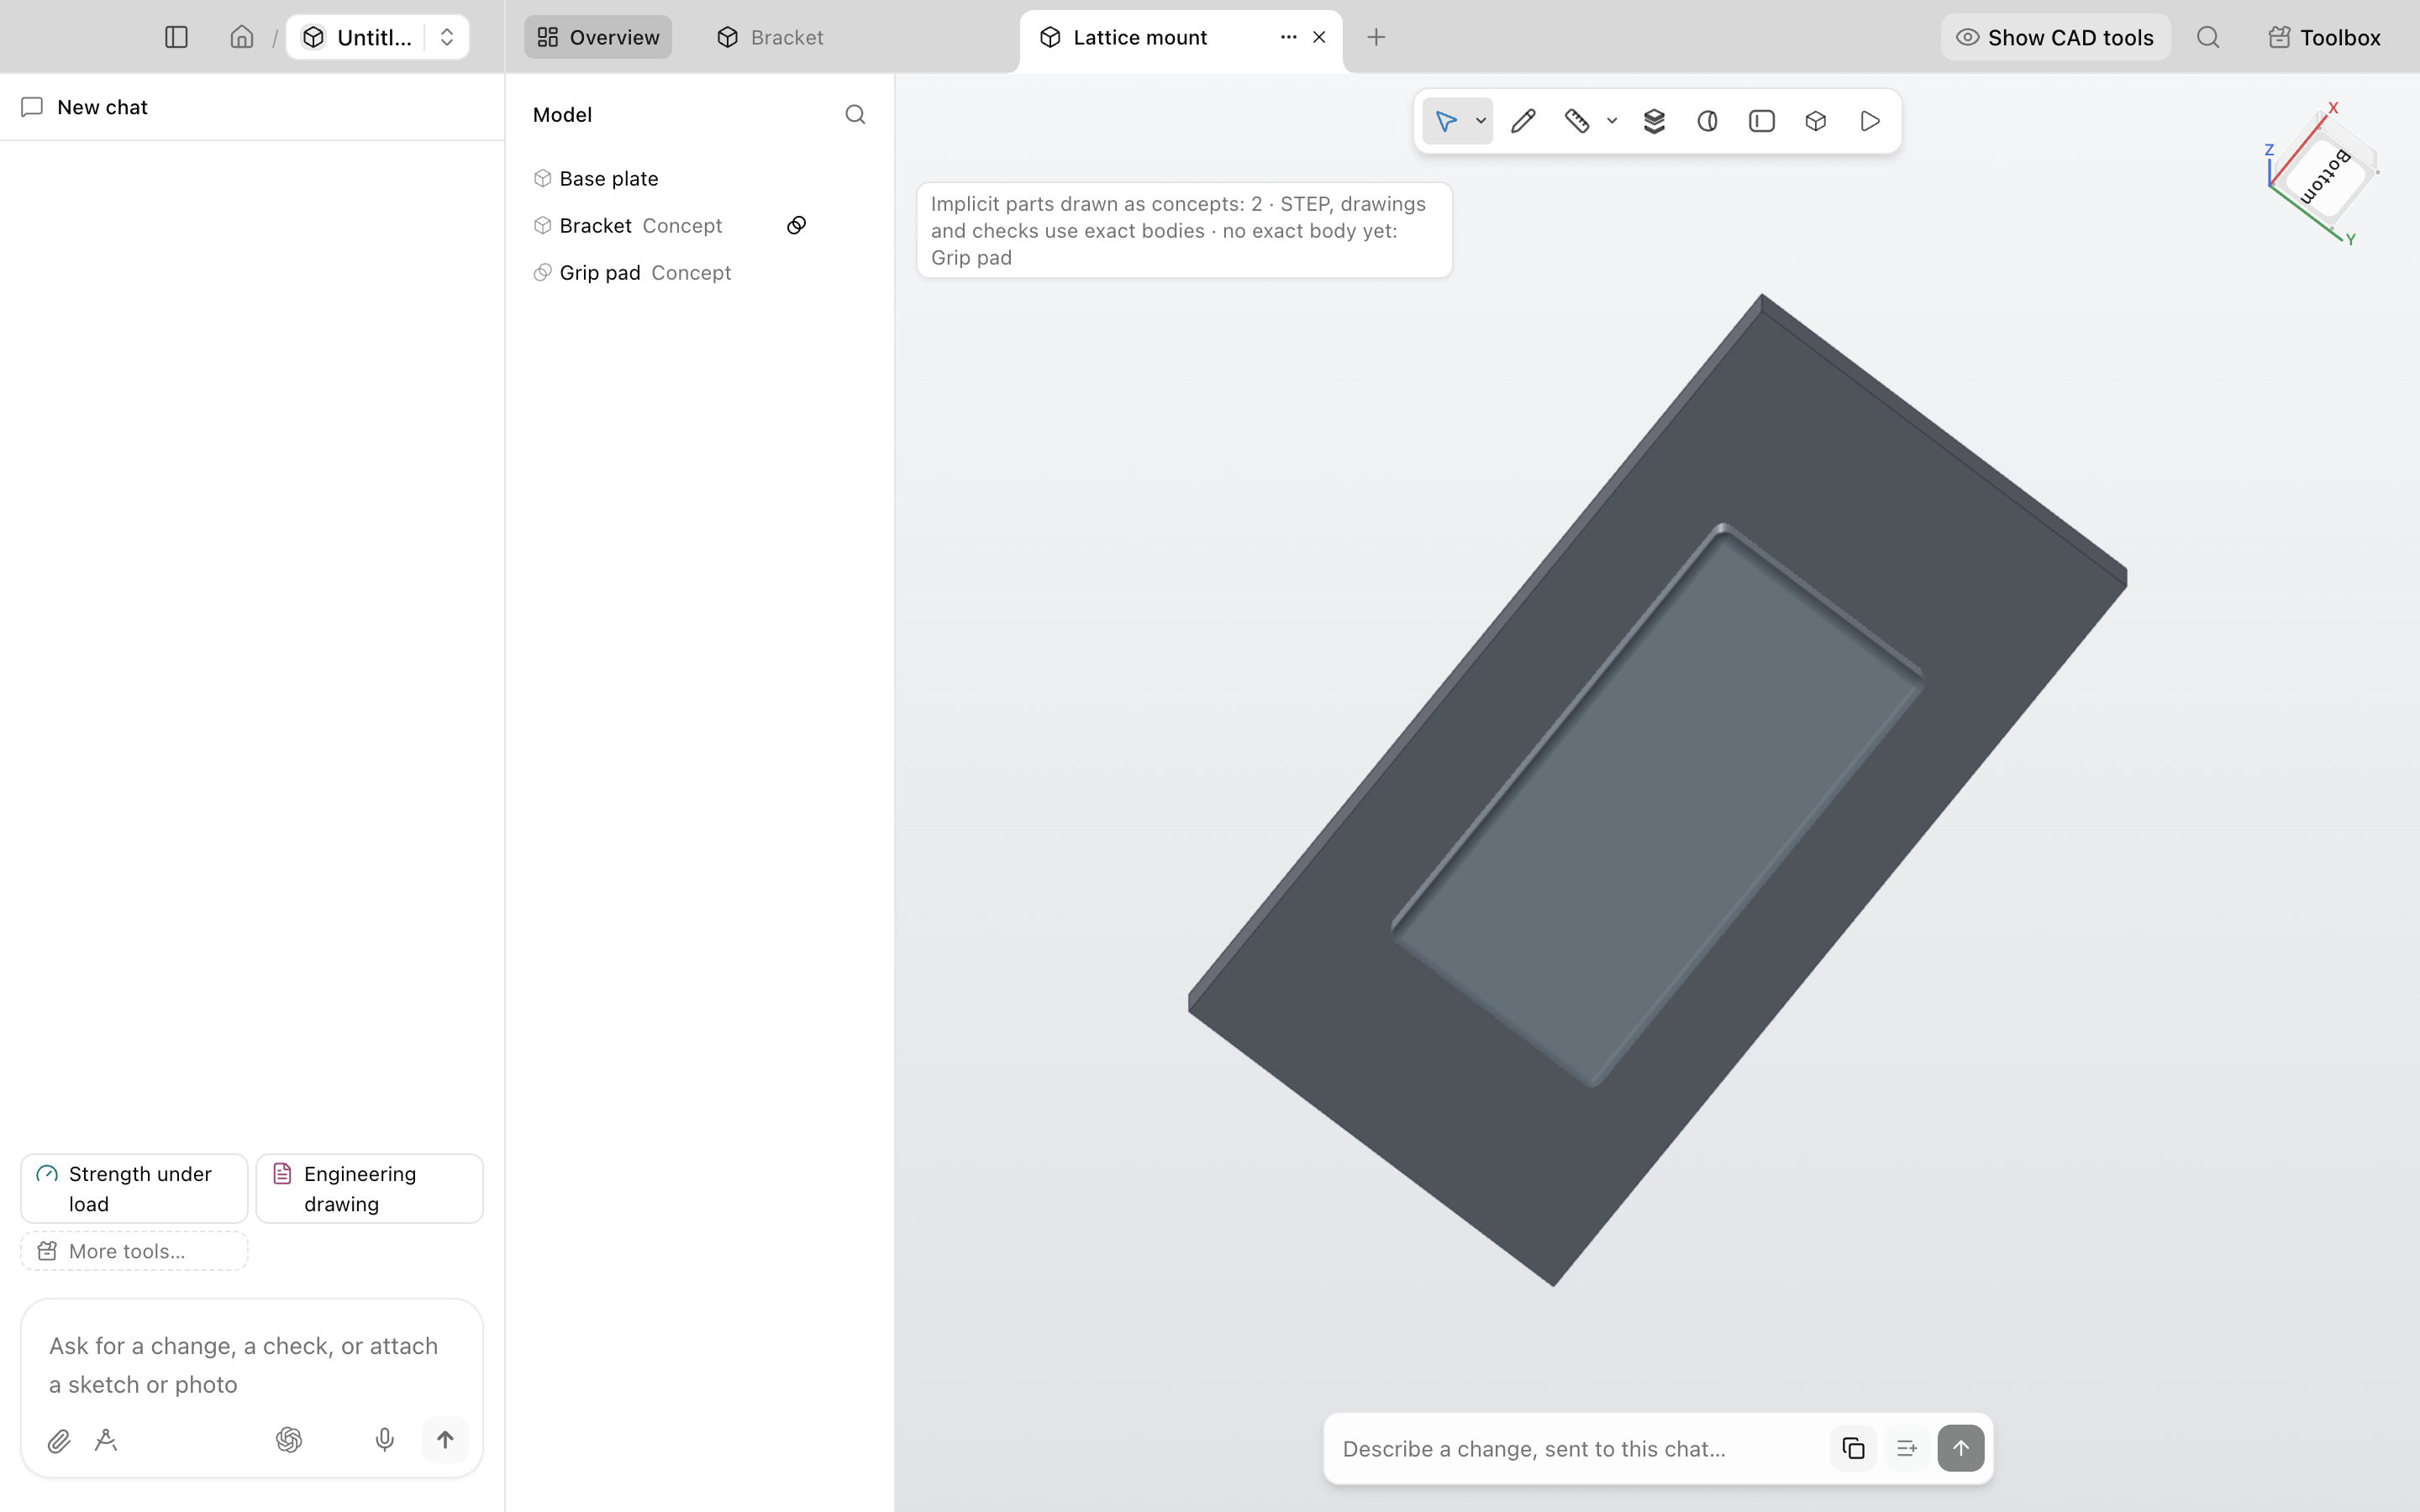 Untitl...
Overview
Bracket
Lattice mount
Show CAD tools
Toolbox
New chat
Model
Base plate
Bracket Concept
Grip pad Concept
Implicit parts drawn as concepts: 2 · STEP, drawings
and checks use exact bodies · no exact body yet:
Grip pad
X
Z
Bottom
Y
Strength under
load
Engineering
drawing
More tools...
Ask for a change, a check, or attach
a sketch or photo
Describe a change, sent to this chat...